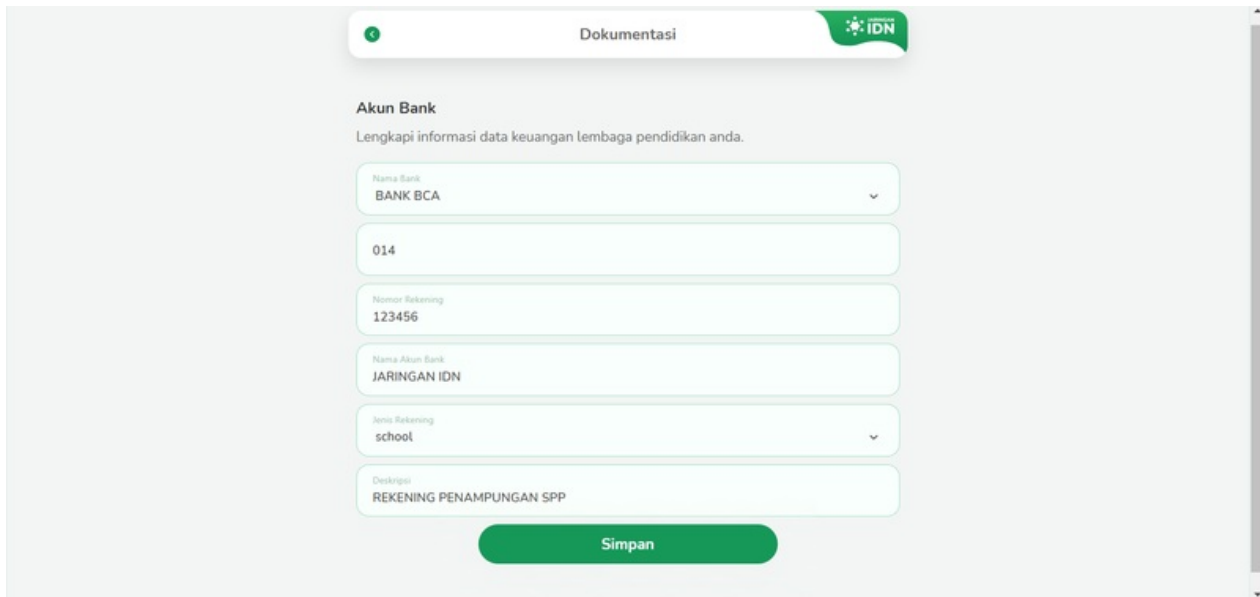 Dokumentasi
JARINGAN
IDN
Akun Bank
Lengkapi informasi data keuangan lembaga pendidikan anda.
Nama Bank
BANK BCA
014
Nomor Rekening
123456
Nama Akun Bank
JARINGAN IDN
Jenis Rekening
school
Deskripsi
REKENING PENAMPUNGAN SPP
Simpan